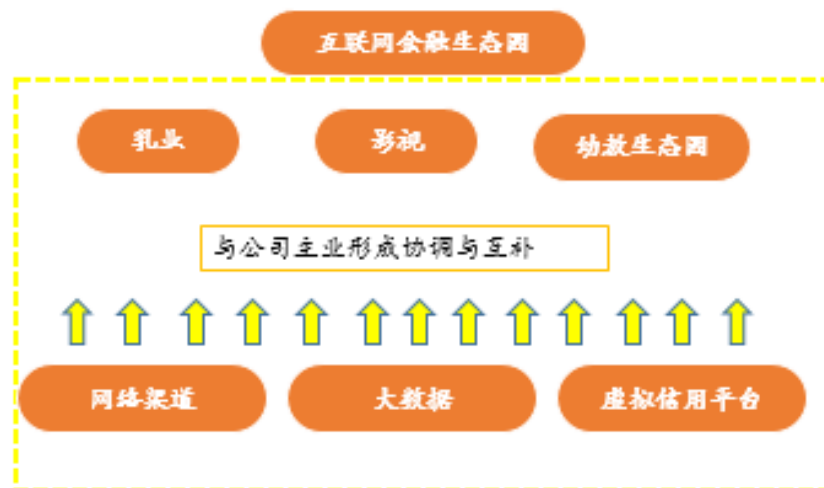 互联网金融生态圈
乳业
影视
幼教生态圈
与公司主业形成协调与互补
网络渠道
大数据
虚拟信用平台